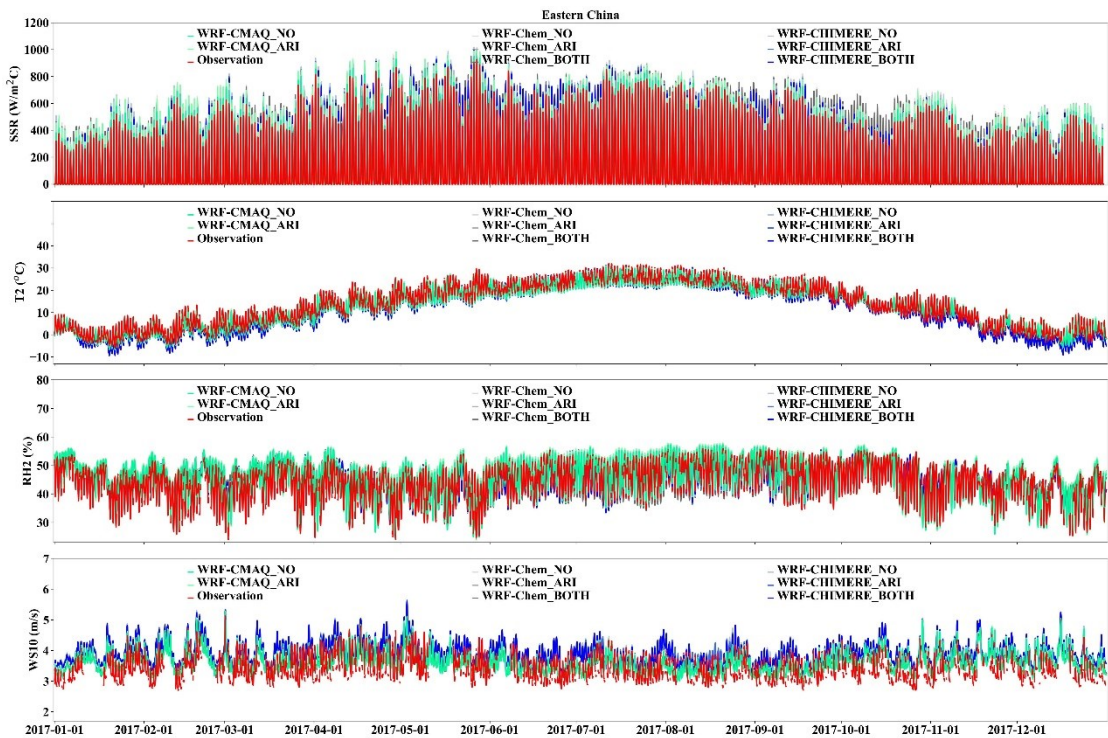 Eastern China
1200
WRF-CMAQ_NO WRF-Chem_NO WRF-CHIMERE_NO
1000
WRF-CMAQ_ARI WRF-Chem_ARI WRF-CHIMERE_ARI
Observation WRF-Chem_BOTH WRF-CHIMERE_BOTH
800
600
400
200
0
SSR (W/m²C)
WRF-CMAQ_NO WRF-Chem_NO WRF-CHIMERE_NO
WRF-CMAQ_ARI WRF-Chem_ARI WRF-CHIMERE_ARI
Observation WRF-Chem_BOTH WRF-CHIMERE_BOTH
40
30
20
10
0
−10
T2 (°C)
80
WRF-CMAQ_NO WRF-Chem_NO WRF-CHIMERE_NO
WRF-CMAQ_ARI WRF-Chem_ARI WRF-CHIMERE_ARI
70
Observation WRF-Chem_BOTH WRF-CHIMERE_BOTH
60
50
40
30
RH2 (%)
7
WRF-CMAQ_NO WRF-Chem_NO WRF-CHIMERE_NO
WRF-CMAQ_ARI WRF-Chem_ARI WRF-CHIMERE_ARI
6
Observation WRF-Chem_BOTH WRF-CHIMERE_BOTH
5
4
3
2
WS10 (m/s)
2017-01-01 2017-02-01 2017-03-01 2017-04-01 2017-05-01 2017-06-01 2017-07-01 2017-08-01 2017-09-01 2017-10-01 2017-11-01 2017-12-01